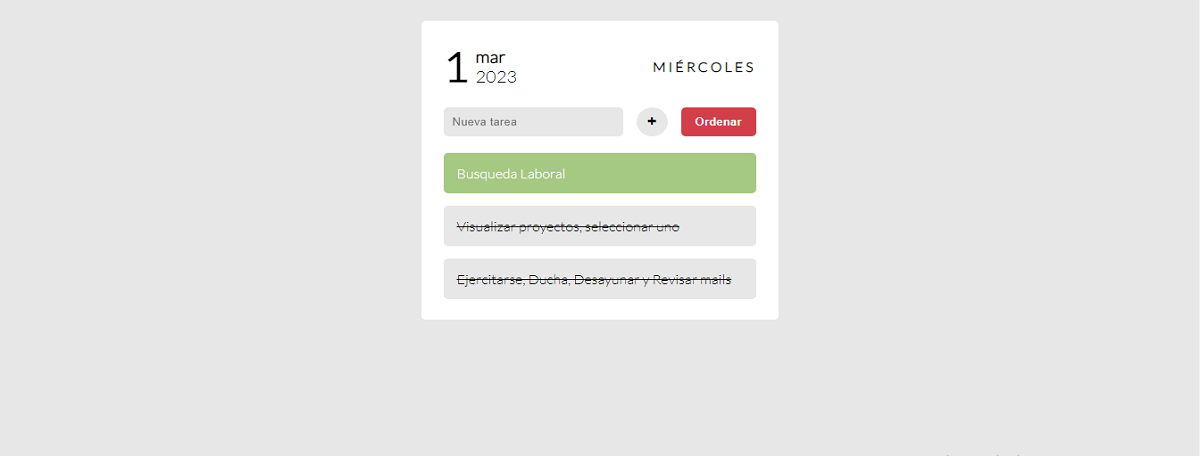 1 mar
2023
MIÉRCOLES
Nueva tarea + Ordenar
Busqueda Laboral
Visualizar proyectos, seleccionar uno
Ejercitarse, Ducha, Desayunar y Revisar mails